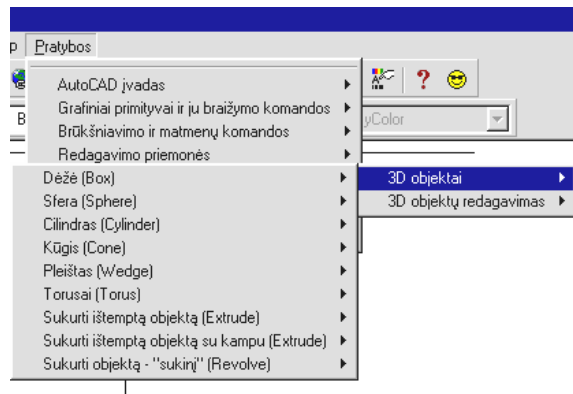 p Pratybos
AutoCAD įvadas
B Grafiniai primityvai ir ju braižymo komandos yColor
Brūkšniavimo ir matmenų komandos
Redagavimo priemonės
Dėžė (Box) 3D objektai
Sfera (Sphere) 3D objektų redagavimas
Cilindras (Cylinder)
Kūgis (Cone)
Pleištas (Wedge)
Torusai (Torus)
Sukurti ištemptą objektą (Extrude)
Sukurti ištemptą objektą su kampu (Extrude)
Sukurti objektą - "sukinį" (Revolve)